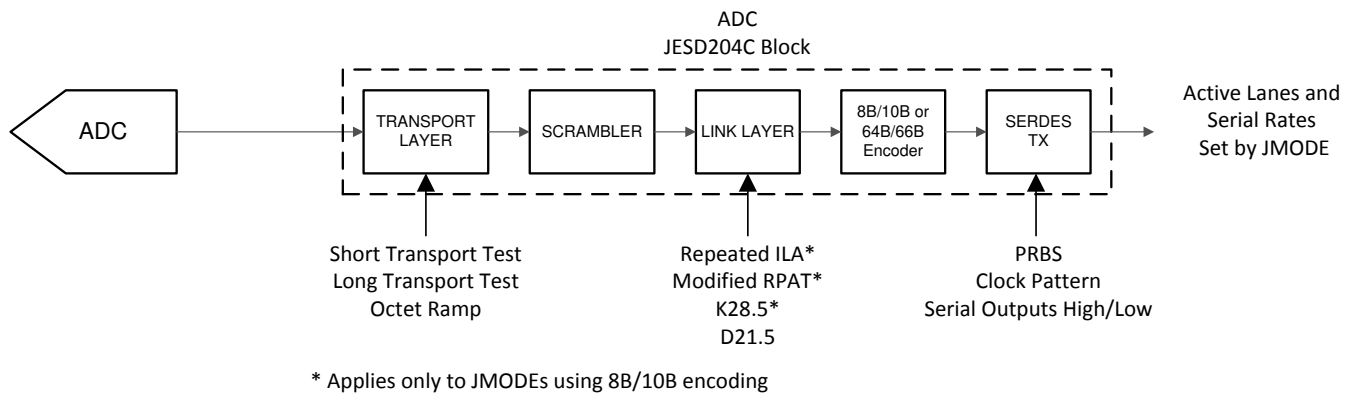 ADC
JESD204C Block
ADC
TRANSPORT
LAYER
SCRAMBLER
LINK LAYER
8B/10B or
64B/66B
Encoder
SERDES
TX
Active Lanes and
Serial Rates
Set by JMODE
Short Transport Test
Long Transport Test
Octet Ramp
Repeated ILA*
Modified RPAT*
K28.5*
D21.5
PRBS
Clock Pattern
Serial Outputs High/Low
* Applies only to JMODEs using 8B/10B encoding